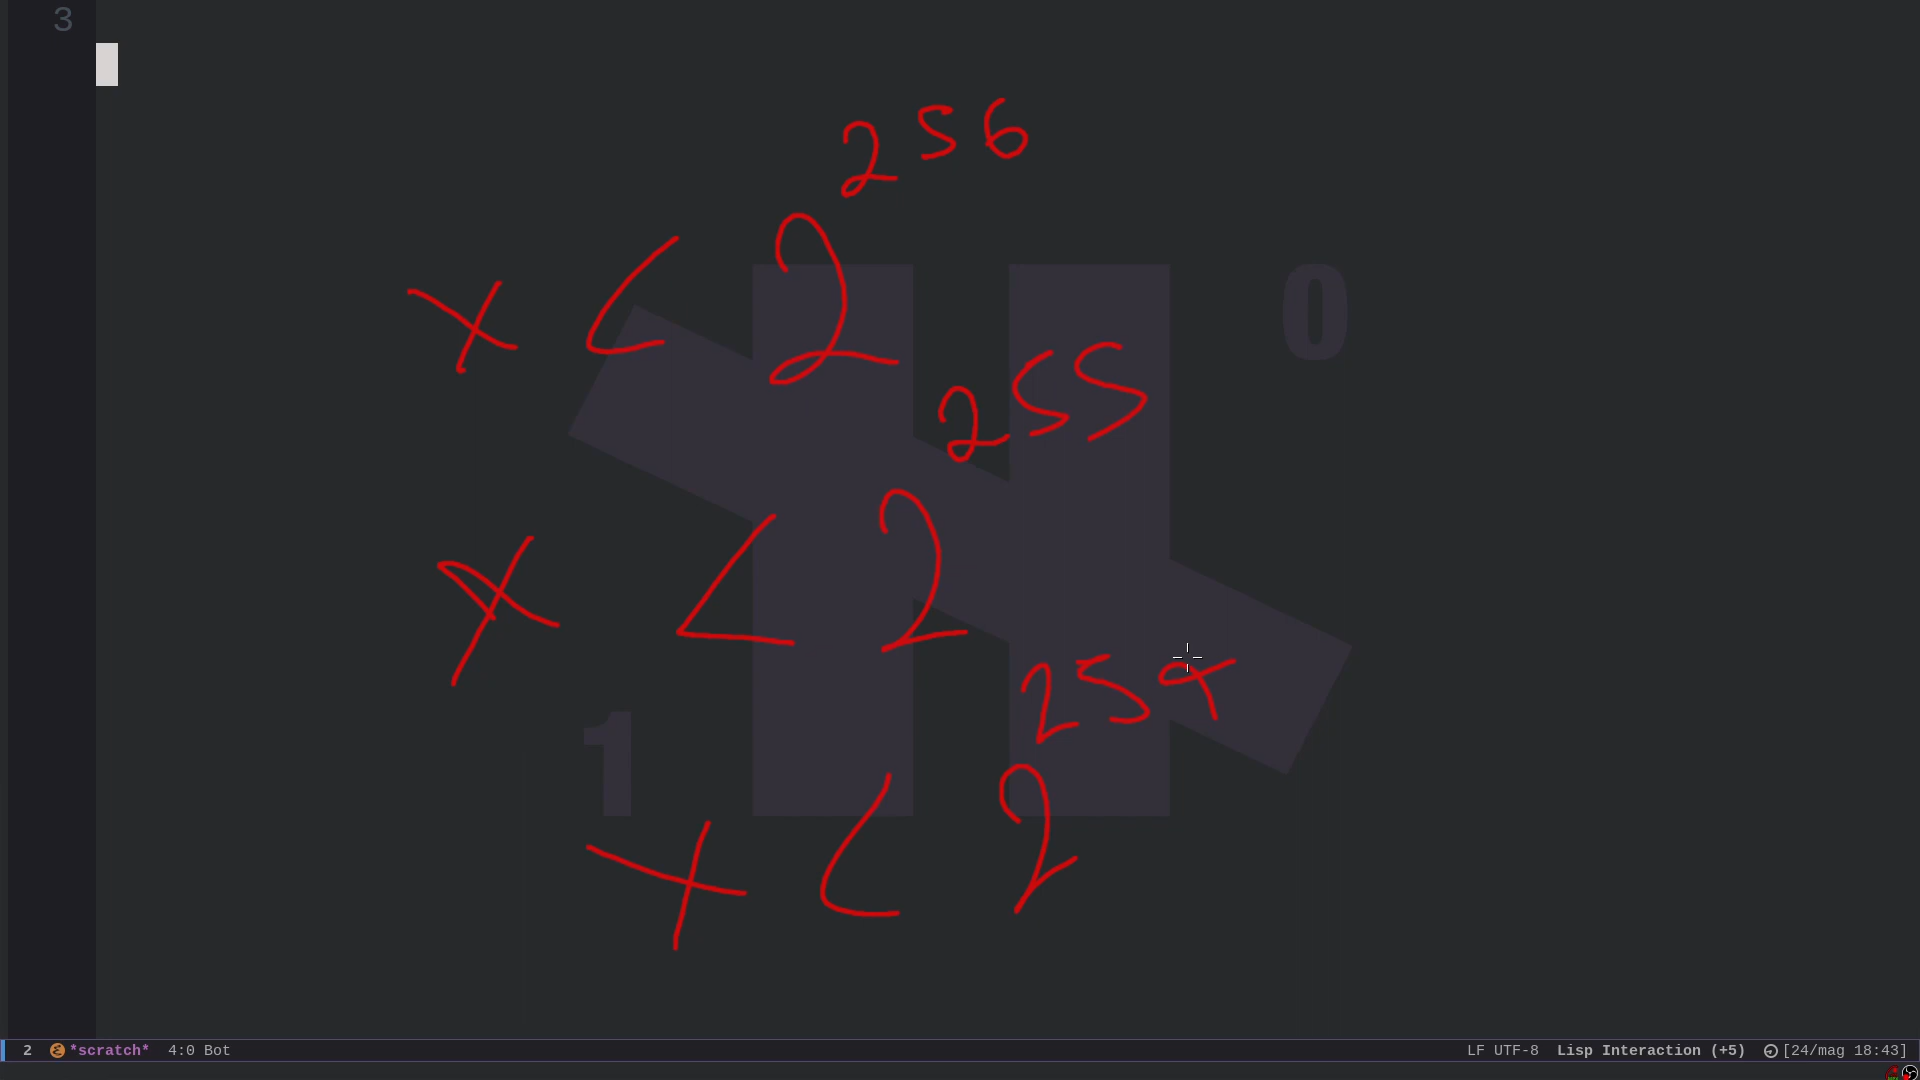 3
x < 2^256
0
x < 2^255
1
x < 2^254
2 *scratch* 4:0 Bot LF UTF-8 Lisp Interaction (+5) [24/mag 18:43]